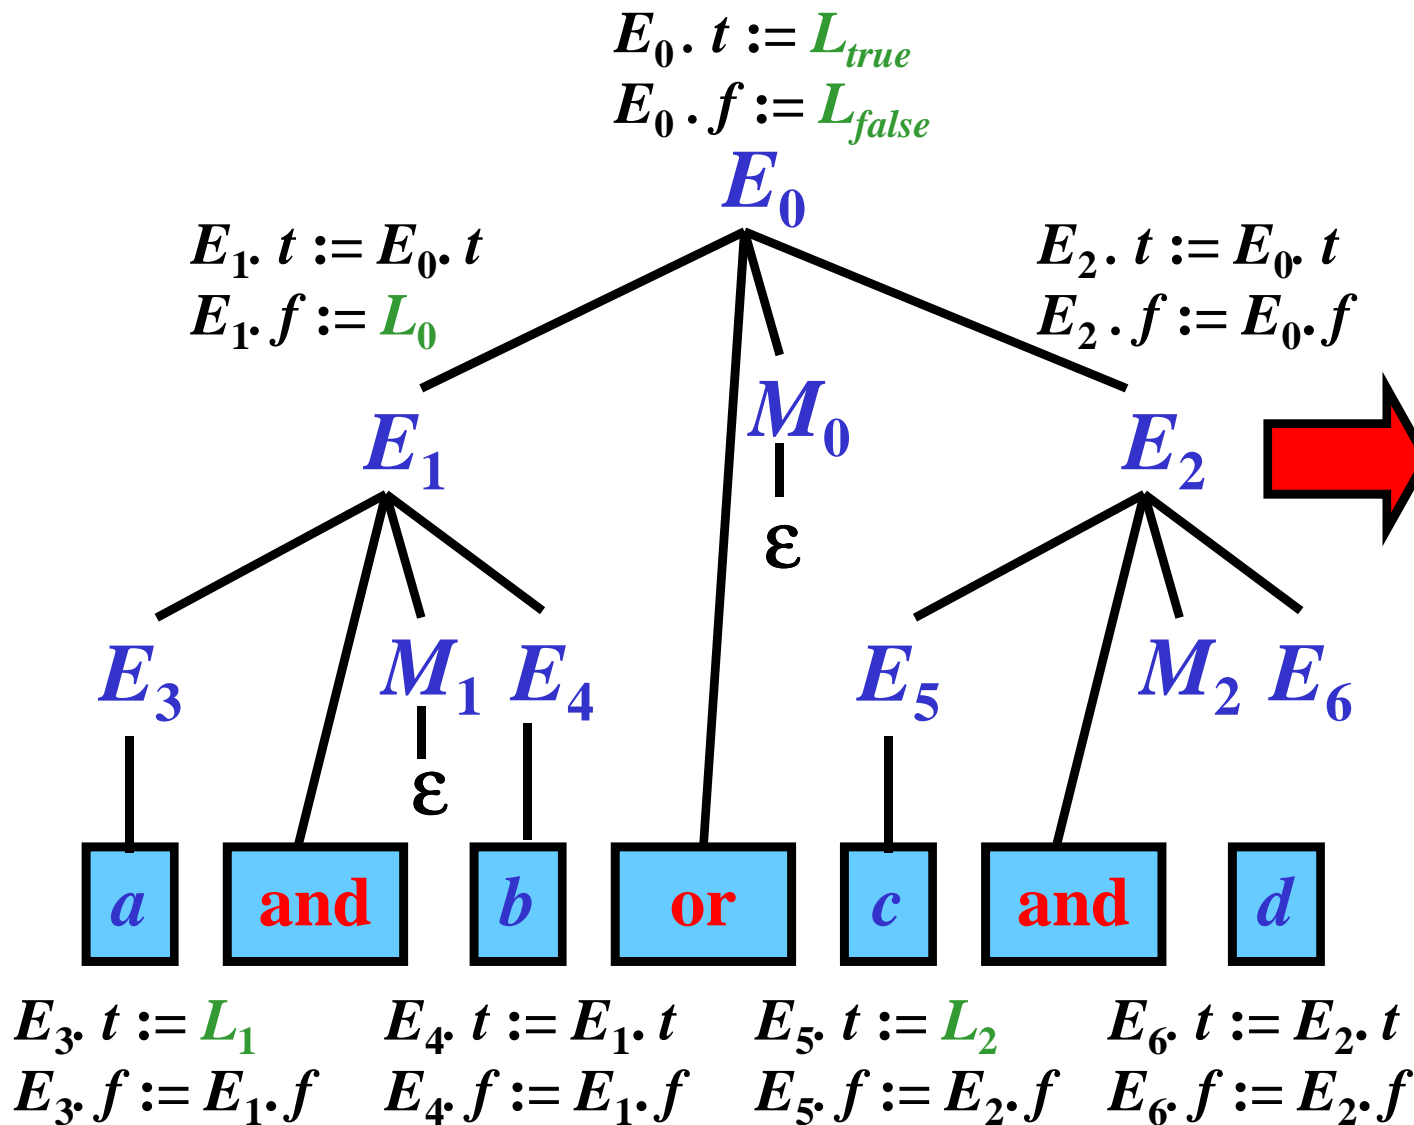 E₀. t := L_true
E₀ . f := L_false
E₀
E₁. t := E₀. t
E₂ . t := E₀. t
E₁. f := L₀
E₂ . f := E₀. f
M₀
E₁
E₂
ε
E₃
M₁
E₄
E₅
M₂
E₆
ε
a
and
b
or
c
and
d
E₃. t := L₁
E₄. t := E₁. t
E₅. t := L₂
E₆. t := E₂. t
E₃. f := E₁. f
E₄. f := E₁. f
E₅. f := E₂. f
E₆. f := E₂. f